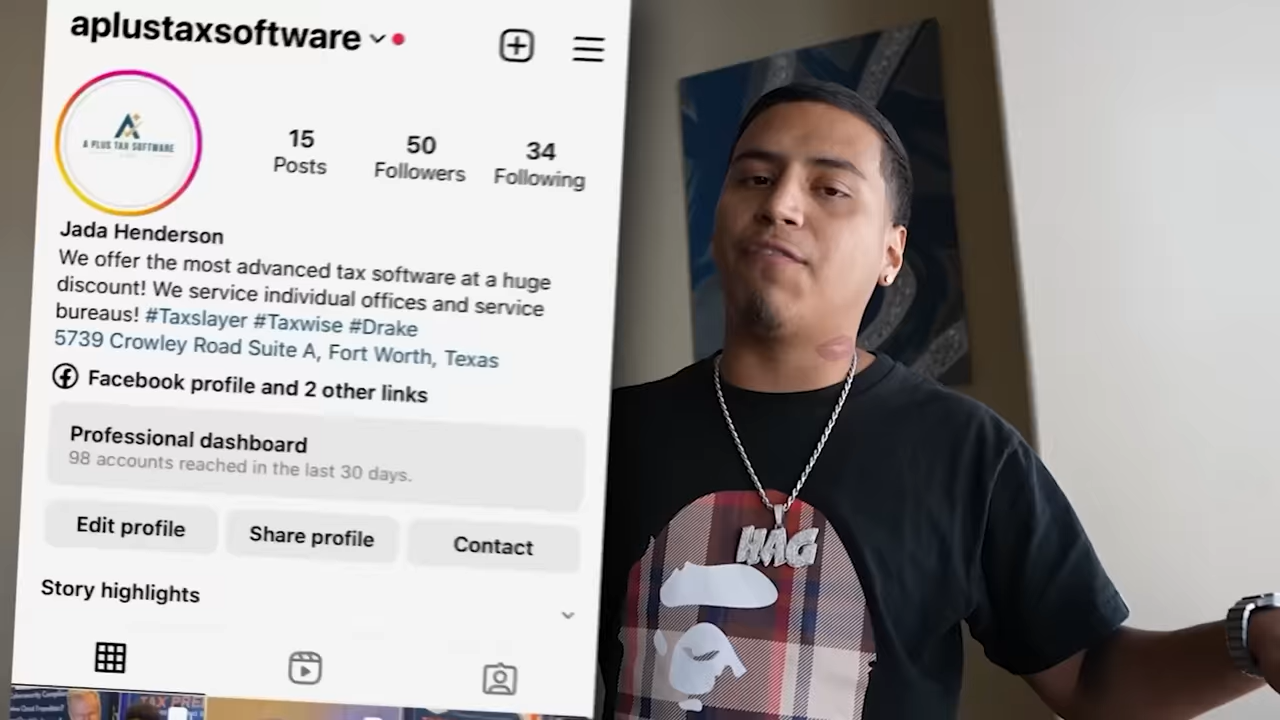 aplustaxsoftware
A PLUS TAX SOFTWARE
15
50
34
Posts
Followers
Following
Jada Henderson
We offer the most advanced tax software at a huge
discount! We service individual offices and service
bureaus! #Taxslayer #Taxwise #Drake
5739 Crowley Road Suite A, Fort Worth, Texas
Facebook profile and 2 other links
Professional dashboard
98 accounts reached in the last 30 days.
Edit profile
Share profile
Contact
Story highlights
HAG